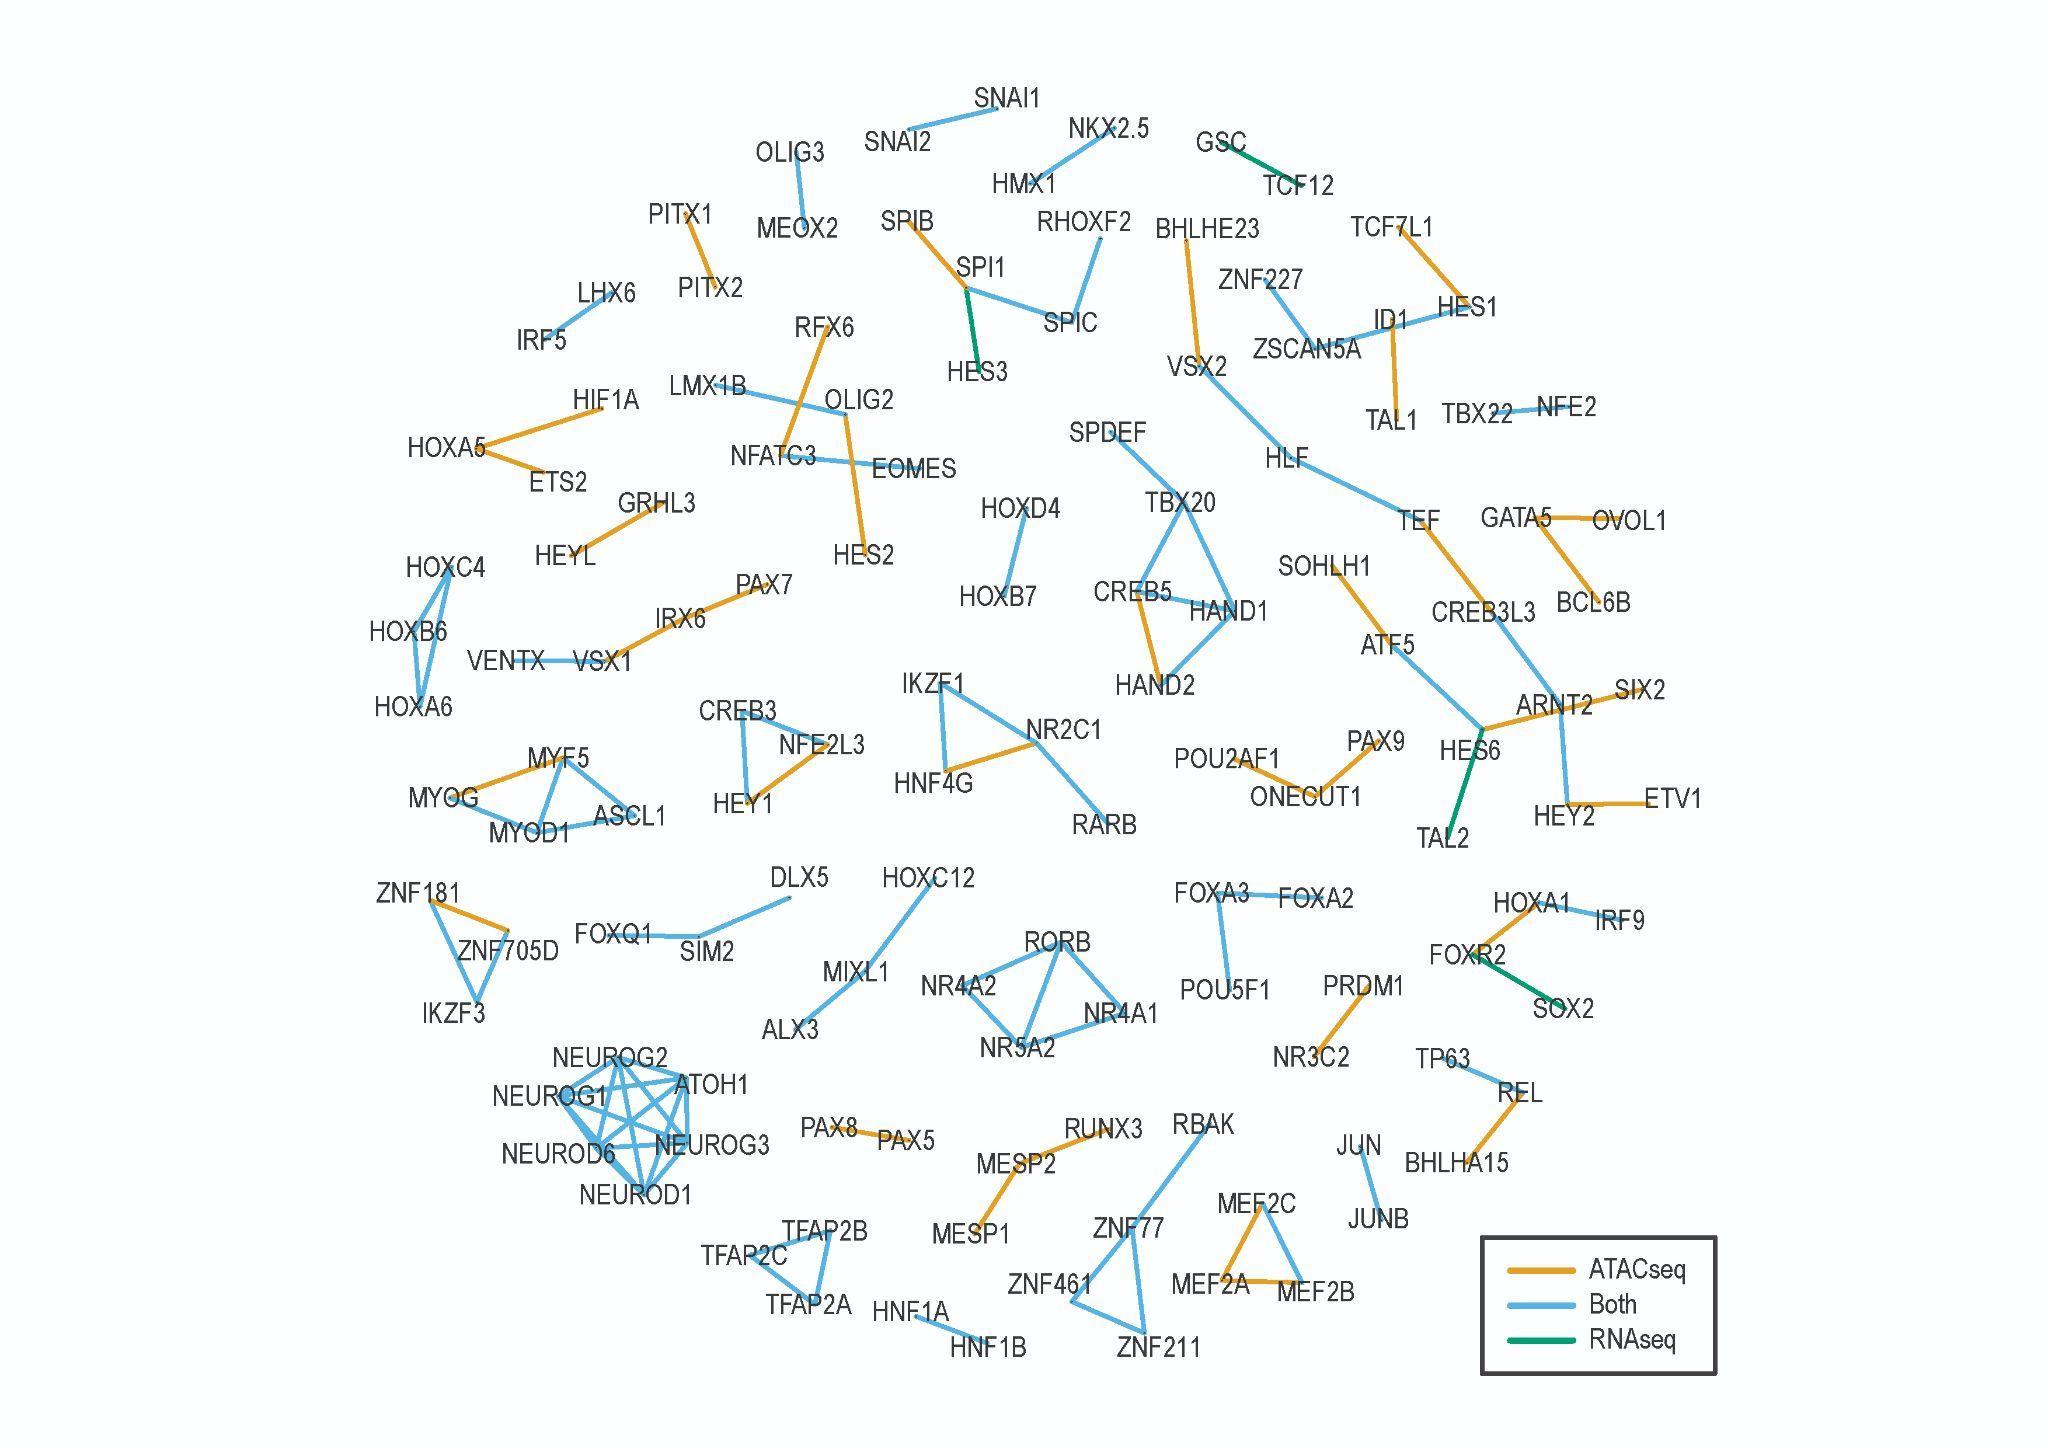 SNAI1
SNAI2
NKX2.5
OLIG3
GSC
HMX1
TCF12
PITX1
MEOX2
SPIB
RHOXF2
BHLHE23
TCF7L1
SPI1
ZNF227
LHX6
PITX2
HES1
RFX6
SPIC
ID1
IRF5
ZSCAN5A
VSX2
HES3
LMX1B
OLIG2
HIF1A
TAL1
TBX22
NFE2
SPDEF
HOXA5
NFATC3
EOMES
HLF
ETS2
GRHL3
HOXD4
TBX20
TEF
GATA5
OVOL1
HEYL
HES2
HOXC4
SOHLH1
PAX7
HOXB7
CREB5
HAND1
CREB3L3
BCL6B
IRX6
HOXB6
ATF5
VENTX
VSX1
IKZF1
HAND2
SIX2
HOXA6
CREB3
ARNT2
NR2C1
NFE2L3
PAX9
HES6
MYF5
POU2AF1
MYOG
HEY1
HNF4G
ONECUT1
ETV1
ASCL1
MYOD1
RARB
HEY2
TAL2
ZNF181
DLX5
HOXC12
FOXA3
FOXA2
HOXA1
IRF9
FOXQ1
SIM2
ZNF705D
RORB
FOXR2
MIXL1
NR4A2
POU5F1
PRDM1
IKZF3
ALX3
NR4A1
SOX2
NR5A2
NR3C2
TP63
NEUROG2
ATOH1
NEUROG1
REL
PAX8
PAX5
RUNX3
RBAK
NEUROD6
NEUROG3
JUN
MESP2
BHLHA15
NEUROD1
MEF2C
JUNB
TFAP2B
MESP1
ZNF77
TFAP2C
ZNF461
MEF2A
MEF2B
TFAP2A
HNF1A
HNF1B
ZNF211
ATACseq
Both
RNAseq